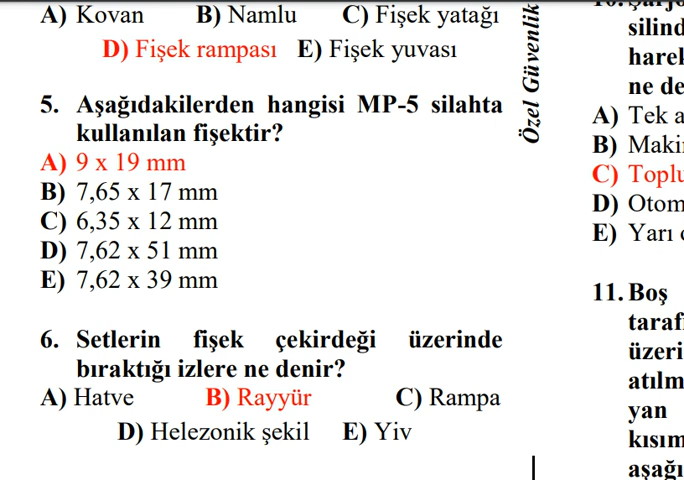 A) Kovan B) Namlu C) Fişek yatağı
D) Fişek rampası E) Fişek yuvası
5. Aşağıdakilerden hangisi MP-5 silahta
kullanılan fişektir?
A) 9 x 19 mm
B) 7,65 x 17 mm
C) 6,35 x 12 mm
D) 7,62 x 51 mm
E) 7,62 x 39 mm
6. Setlerin fişek çekirdeği üzerinde
bıraktığı izlere ne denir?
A) Hatve B) Rayyür C) Rampa
D) Helezonik şekil E) Yiv
Özel Güvenlik
silind
ne de
A) Tek a
B) Maki
C) Toplu
D) Otom
E) Yarı
11. Boş
taraf
üzeri
atılm
yan
kısım
aşağı